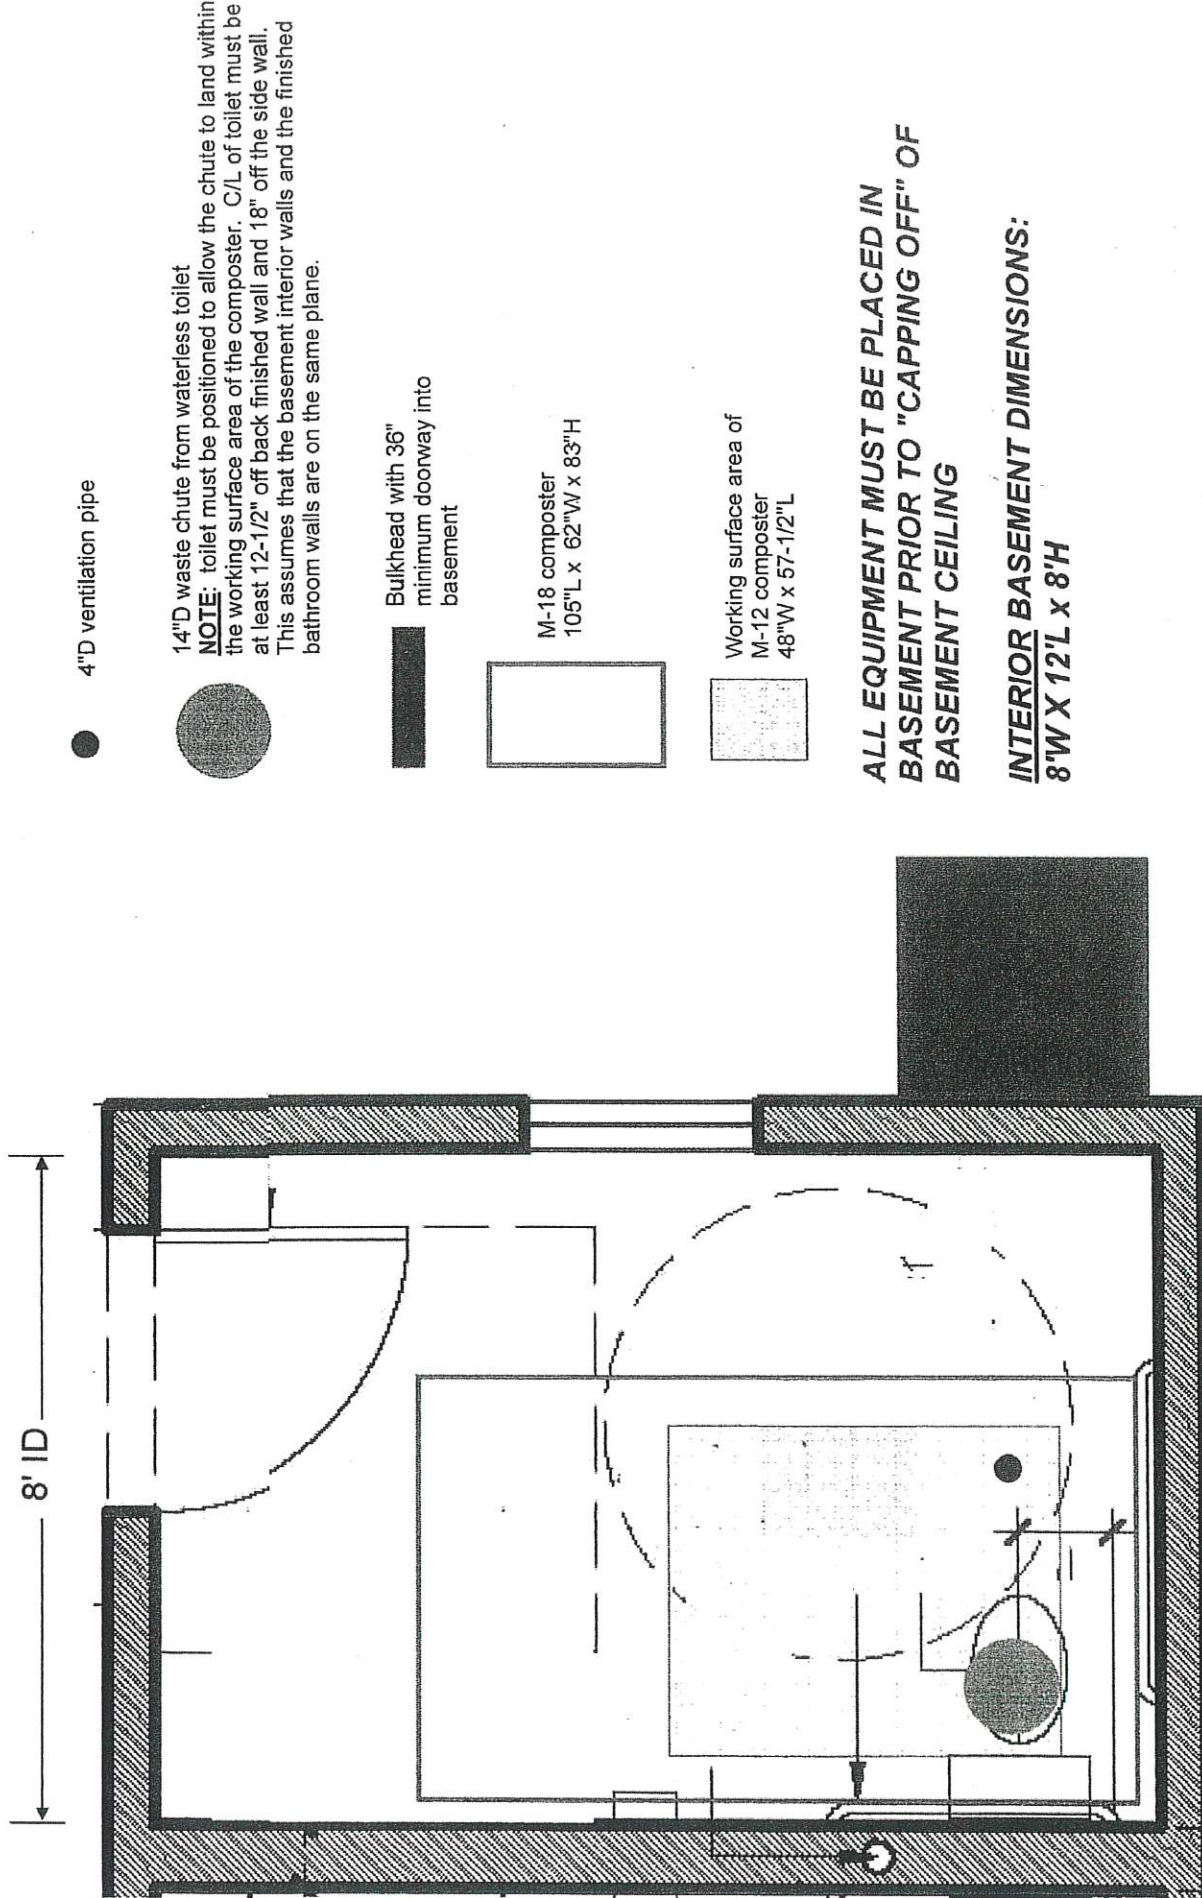 4"D ventilation pipe
14"D waste chute from waterless toilet
NOTE: toilet must be positioned to allow the chute to land within
the working surface area of the composter. C/L of toilet must be
at least 12-1/2" off back finished wall and 18" off the side wall.
This assumes that the basement interior walls and the finished
bathroom walls are on the same plane.
Bulkhead with 36"
minimum doorway into
basement
M-18 composter
105"L x 62"W x 83"H
Working surface area of
M-12 composter
48"W x 57-1/2"L
ALL EQUIPMENT MUST BE PLACED IN
BASEMENT PRIOR TO "CAPPING OFF" OF
BASEMENT CEILING
INTERIOR BASEMENT DIMENSIONS:
8'W X 12'L x 8'H
8' ID